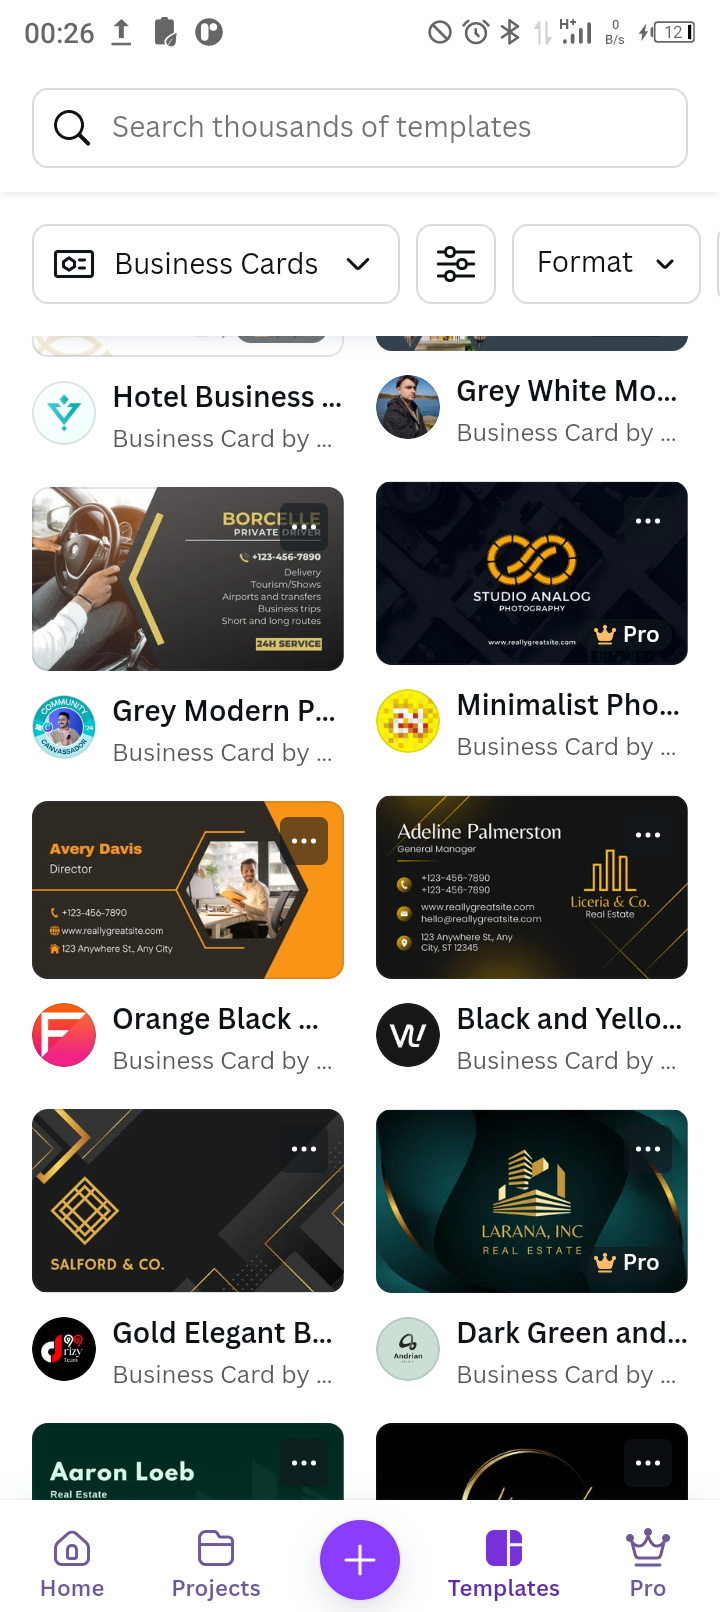 00:26
H+
0
B/s
12
Search thousands of templates
Business Cards
Format
Hotel Business ...
Business Card by ...
Grey White Mo...
Business Card by ...
BORCELLE
PRIVATE DRIVER
+123-456-7890
Delivery
Tourism/Shows
Airports and transfers
Business trips
Short and long routes
24H SERVICE
STUDIO ANALOG
PHOTOGRAPHY
www.reallygreatsite.com
Pro
COMMUNITY
CANVASSADOR
Grey Modern P...
Business Card by ...
Minimalist Pho...
Business Card by ...
Avery Davis
Director
+123-456-7890
www.reallygreatsite.com
123 Anywhere St., Any City
Adeline Palmerston
General Manager
+123-456-7890
+123-456-7890
www.reallygreatsite.com
hello@reallygreatsite.com
123 Anywhere St., Any
City, ST 12345
Liceria & Co.
Real Estate
Orange Black ...
Business Card by ...
Black and Yello...
Business Card by ...
SALFORD & CO.
LARANA, INC
REAL ESTATE
Pro
Gold Elegant B...
Business Card by ...
Andrian
Dark Green and...
Business Card by ...
Aaron Loeb
Real Estate
Home
Projects
Templates
Pro